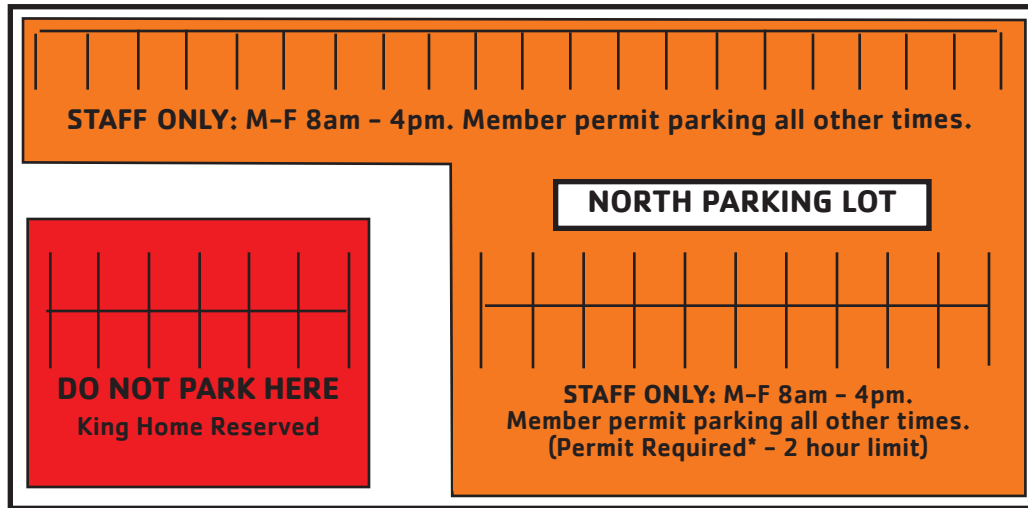 STAFF ONLY: M-F 8am - 4pm. Member permit parking all other times.
NORTH PARKING LOT
DO NOT PARK HERE
King Home Reserved
STAFF ONLY: M-F 8am - 4pm.
Member permit parking all other times.
(Permit Required* - 2 hour limit)